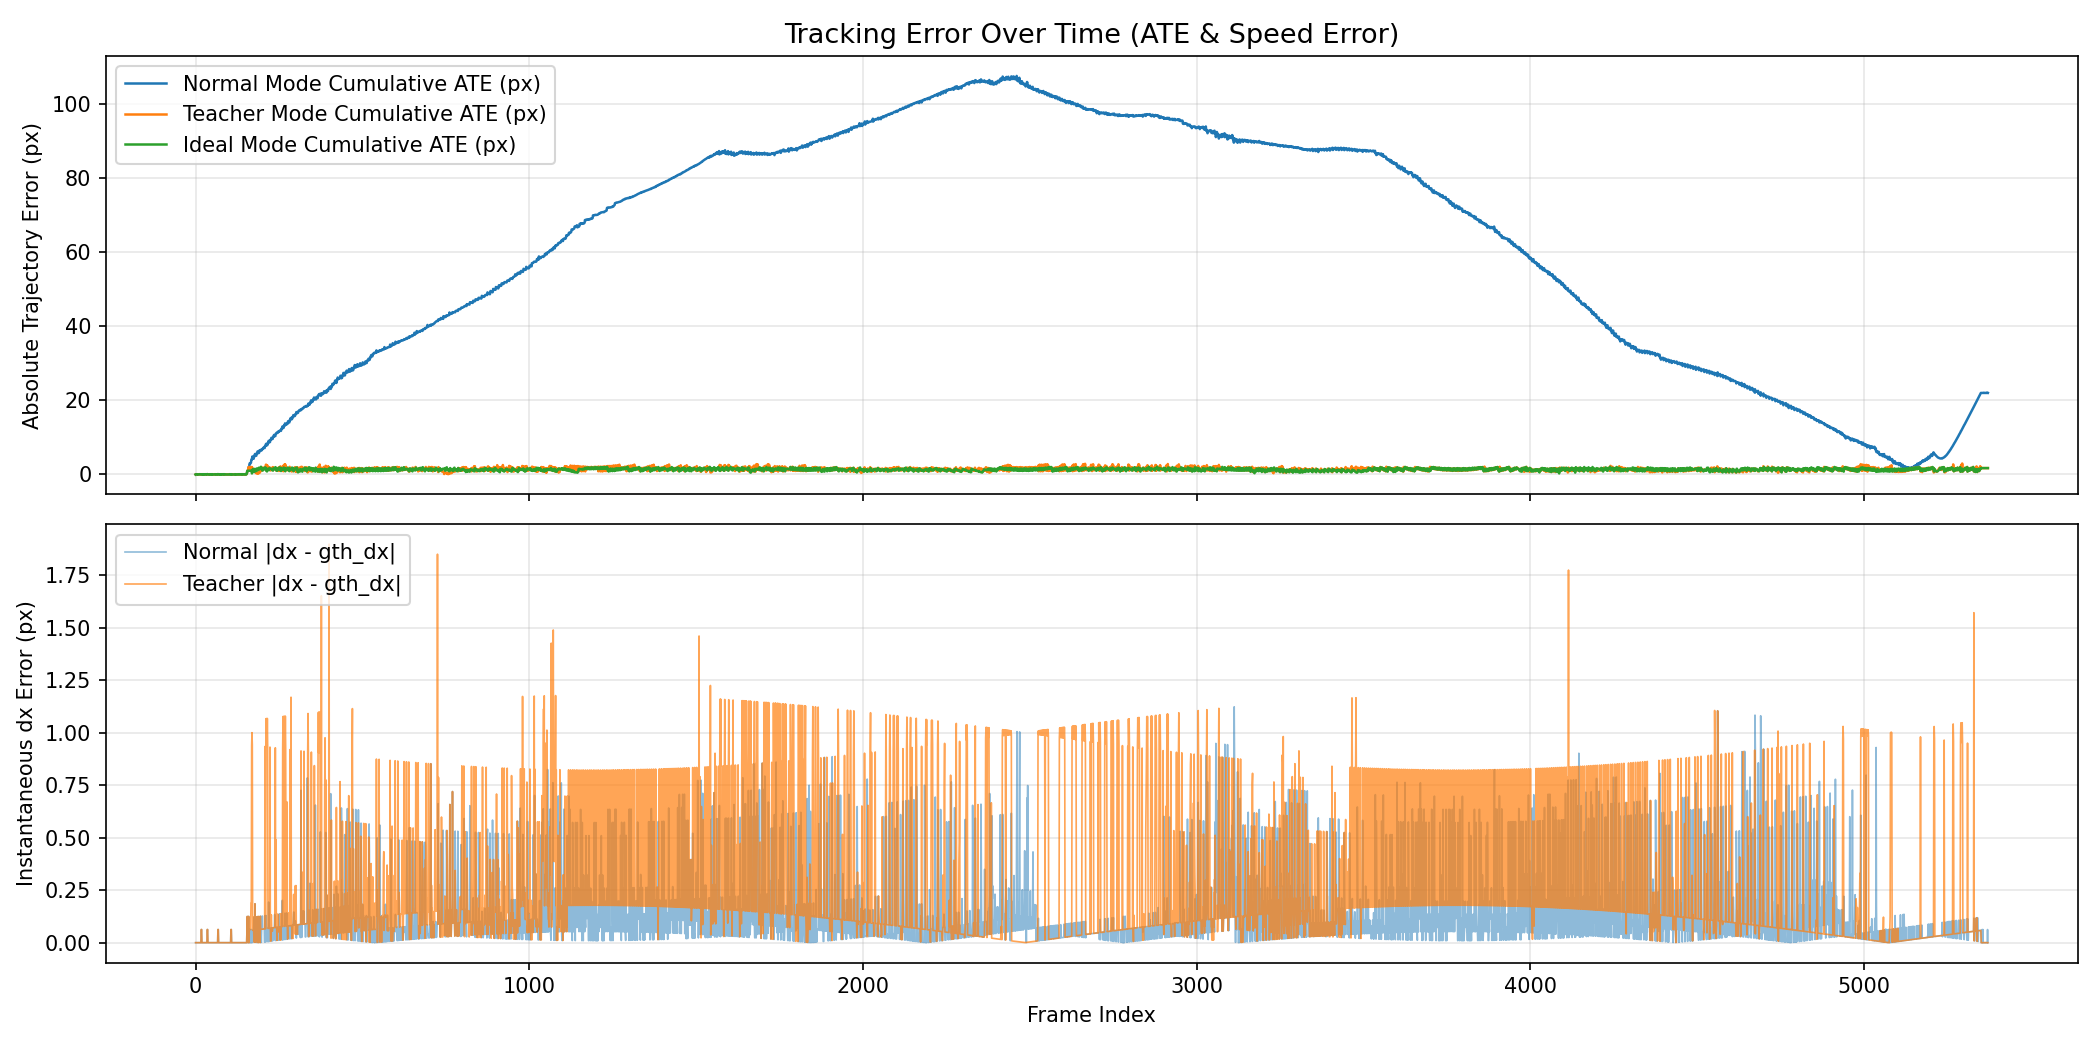 Tracking Error Over Time (ATE & Speed Error)
Normal Mode Cumulative ATE (px)
Teacher Mode Cumulative ATE (px)
Ideal Mode Cumulative ATE (px)
Absolute Trajectory Error (px)
100
80
60
40
20
0
Normal |dx - gth_dx|
Teacher |dx - gth_dx|
Instantaneous dx Error (px)
1.75
1.50
1.25
1.00
0.75
0.50
0.25
0.00
0
1000
2000
3000
4000
5000
Frame Index